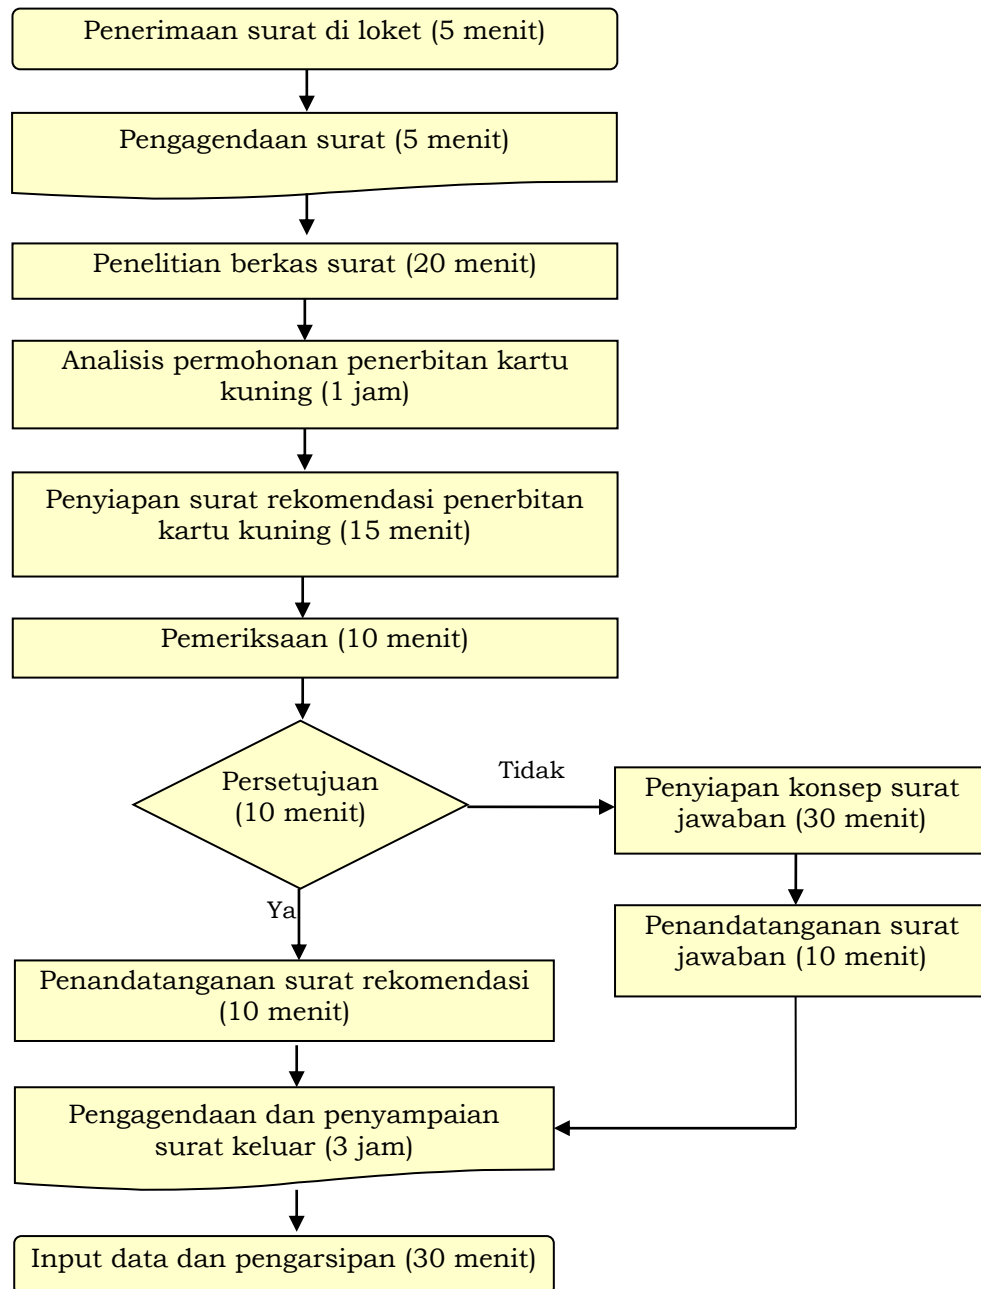 Penerimaan surat di loket (5 menit)
Pengagendaan surat (5 menit)
Penelitian berkas surat (20 menit)
Analisis permohonan penerbitan kartu
kuning (1 jam)
Penyiapan surat rekomendasi penerbitan
kartu kuning (15 menit)
Pemeriksaan (10 menit)
Persetujuan
(10 menit)
Tidak
Penyiapan konsep surat
jawaban (30 menit)
Ya
Penandatanganan surat
jawaban (10 menit)
Penandatanganan surat rekomendasi
(10 menit)
Pengagendaan dan penyampaian
surat keluar (3 jam)
Input data dan pengarsipan (30 menit)